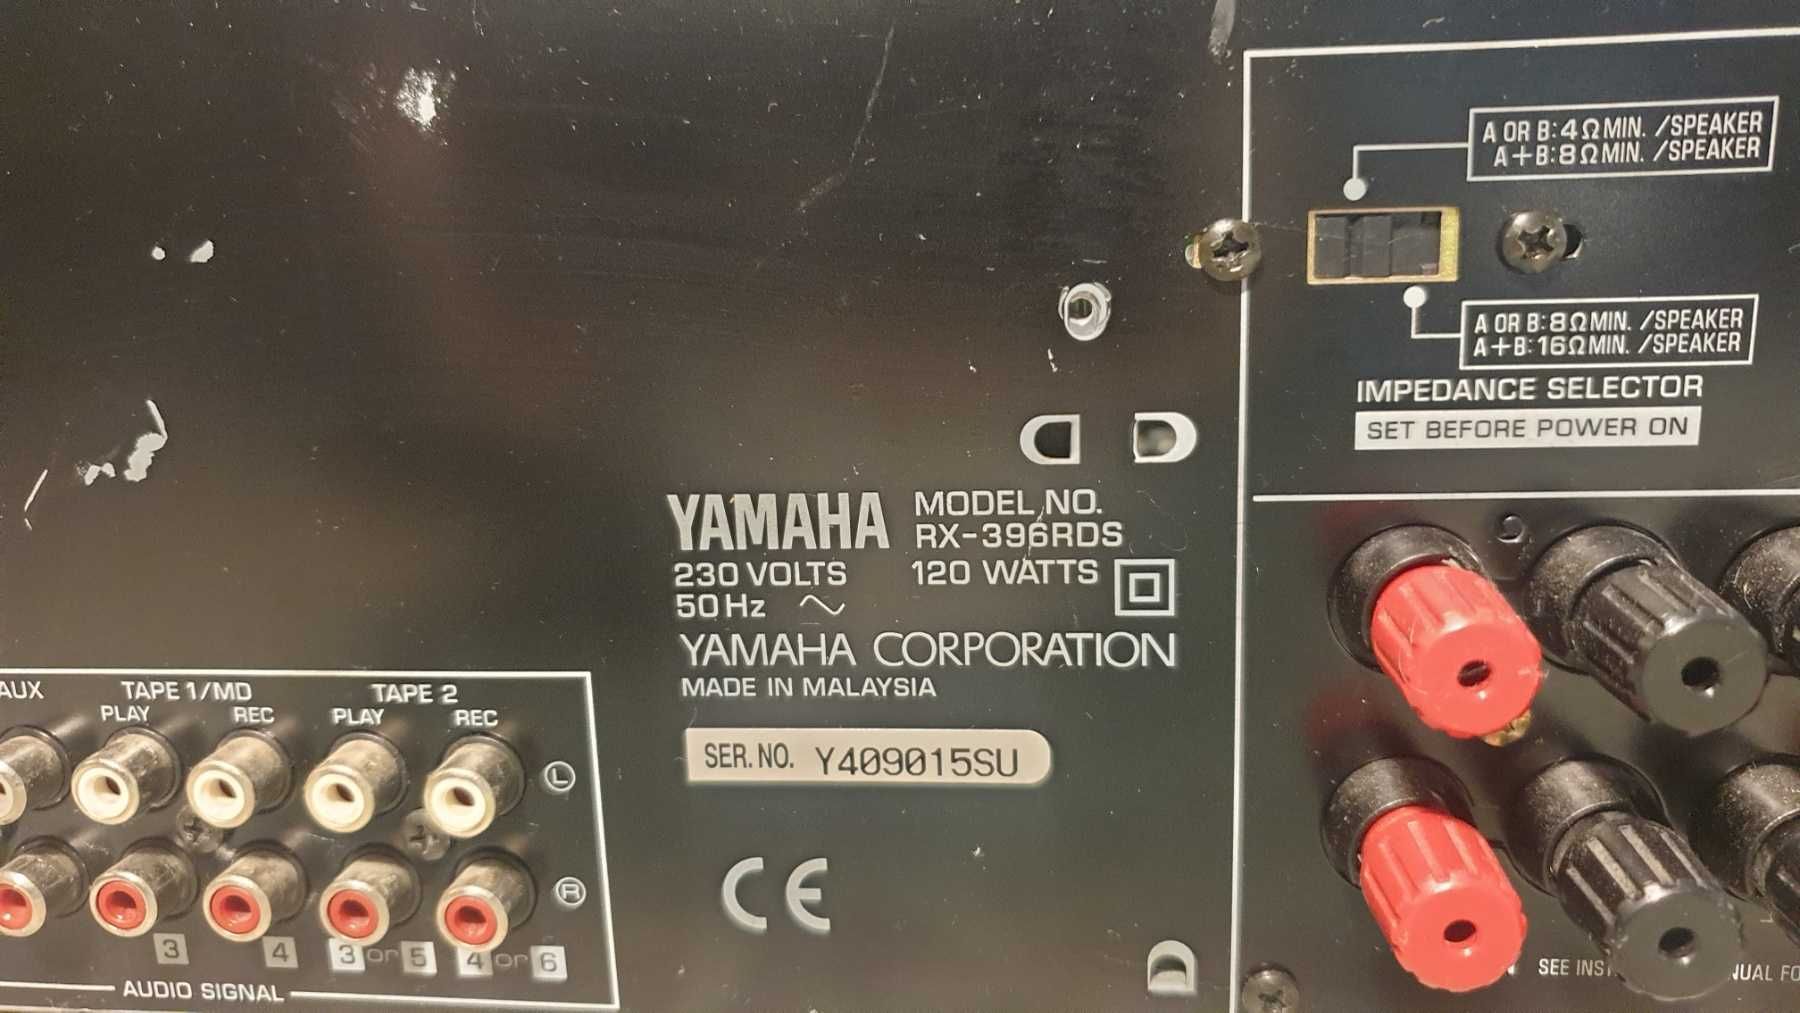 A OR B:4ΩMIN. /SPEAKER
A+B:8ΩMIN. /SPEAKER
A OR B:8ΩMIN. /SPEAKER
A+B:16ΩMIN. /SPEAKER
IMPEDANCE SELECTOR
SET BEFORE POWER ON
YAMAHA
MODEL NO.
RX-396RDS
230 VOLTS 120 WATTS
50 Hz ~
YAMAHA CORPORATION
MADE IN MALAYSIA
SER. NO. Y409015SU
CE
AUX TAPE 1/MD TAPE 2
PLAY REC PLAY REC
L
R
3 4 3 or 5 4 or 6
AUDIO SIGNAL
SEE